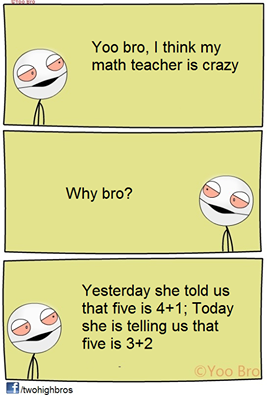 ©Yoo Bro
Yoo bro, I think my
math teacher is crazy
Why bro?
Yesterday she told us
that five is 4+1; Today
she is telling us that
five is 3+2
©Yoo Bro
f /twohighbros